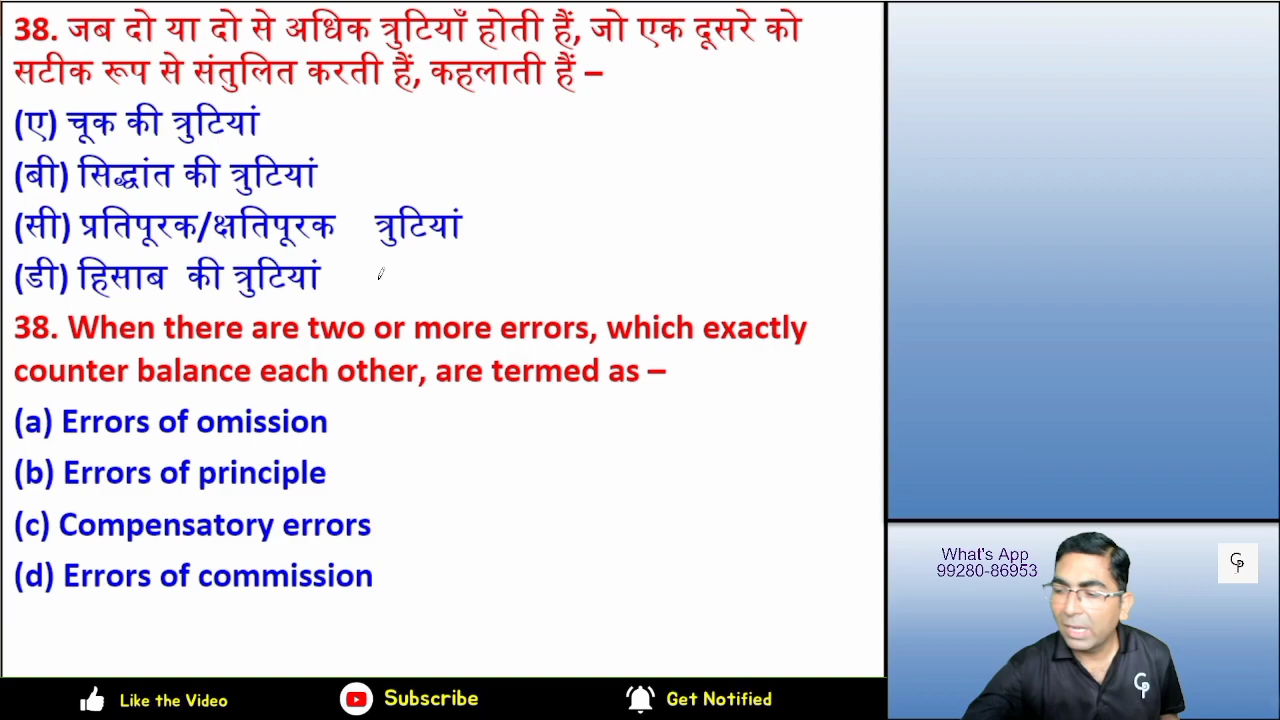 38. जब दो या दो से अधिक त्रुटियाँ होती हैं, जो एक दूसरे को
सटीक रूप से संतुलित करती हैं, कहलाती हैं –
(ए) चूक की त्रुटियां
(बी) सिद्धांत की त्रुटियां
(सी) प्रतिपूरक/क्षतिपूरक त्रुटियां
(डी) हिसाब की त्रुटियां
38. When there are two or more errors, which exactly
counter balance each other, are termed as –
(a) Errors of omission
(b) Errors of principle
(c) Compensatory errors
(d) Errors of commission
What's App
99280-86953
Like the Video
Subscribe
Get Notified